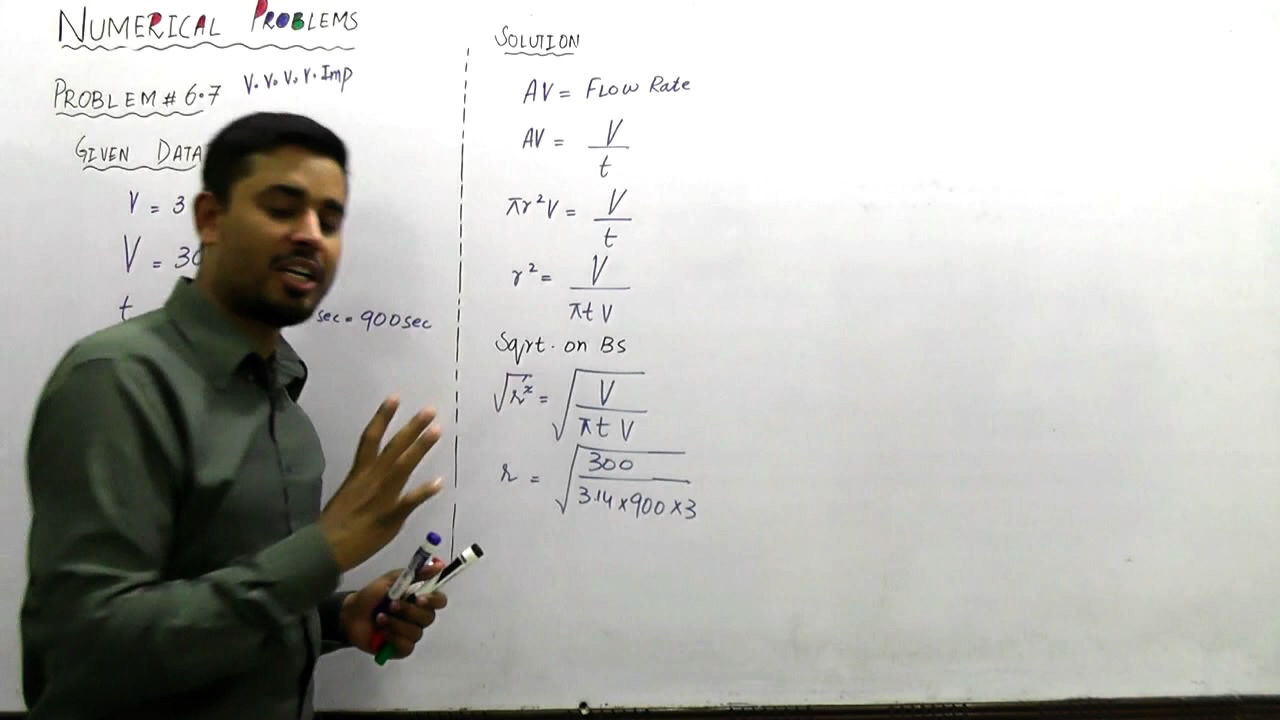 NUMERICAL PROBLEMS
PROBLEM # 6.7 V.V.V.V.Imp
GIVEN DATA
V = 3
V = 30
t sec = 900sec
SOLUTION
AV = FLOW Rate
AV = V/t
πr²V = V/t
r² = V/πtV
Sqrt. on BS
√r² = √V/πtV
r = √300/3.14×900×3